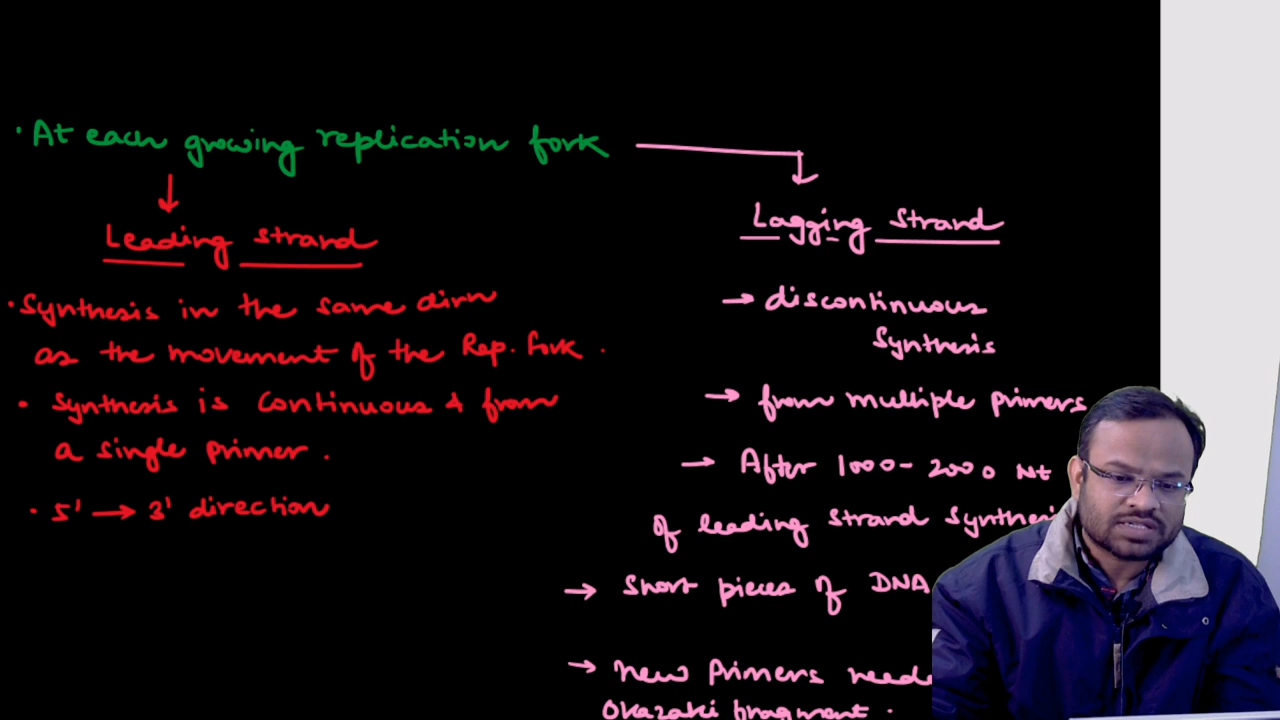 · At each growing replication fork
Leading strand
· Synthesis in the same dirn
as the movement of the Rep. fork .
· Synthesis is continuous & from
a single primer .
· 5' → 3' direction
Lagging strand
→ discontinuous
Synthesis
→ from multiple primers
→ After 1000 - 2000 Nt
of leading strand synthesi
→ Short pieces of DNA
→ new Primers neede
Okazaki fragment .